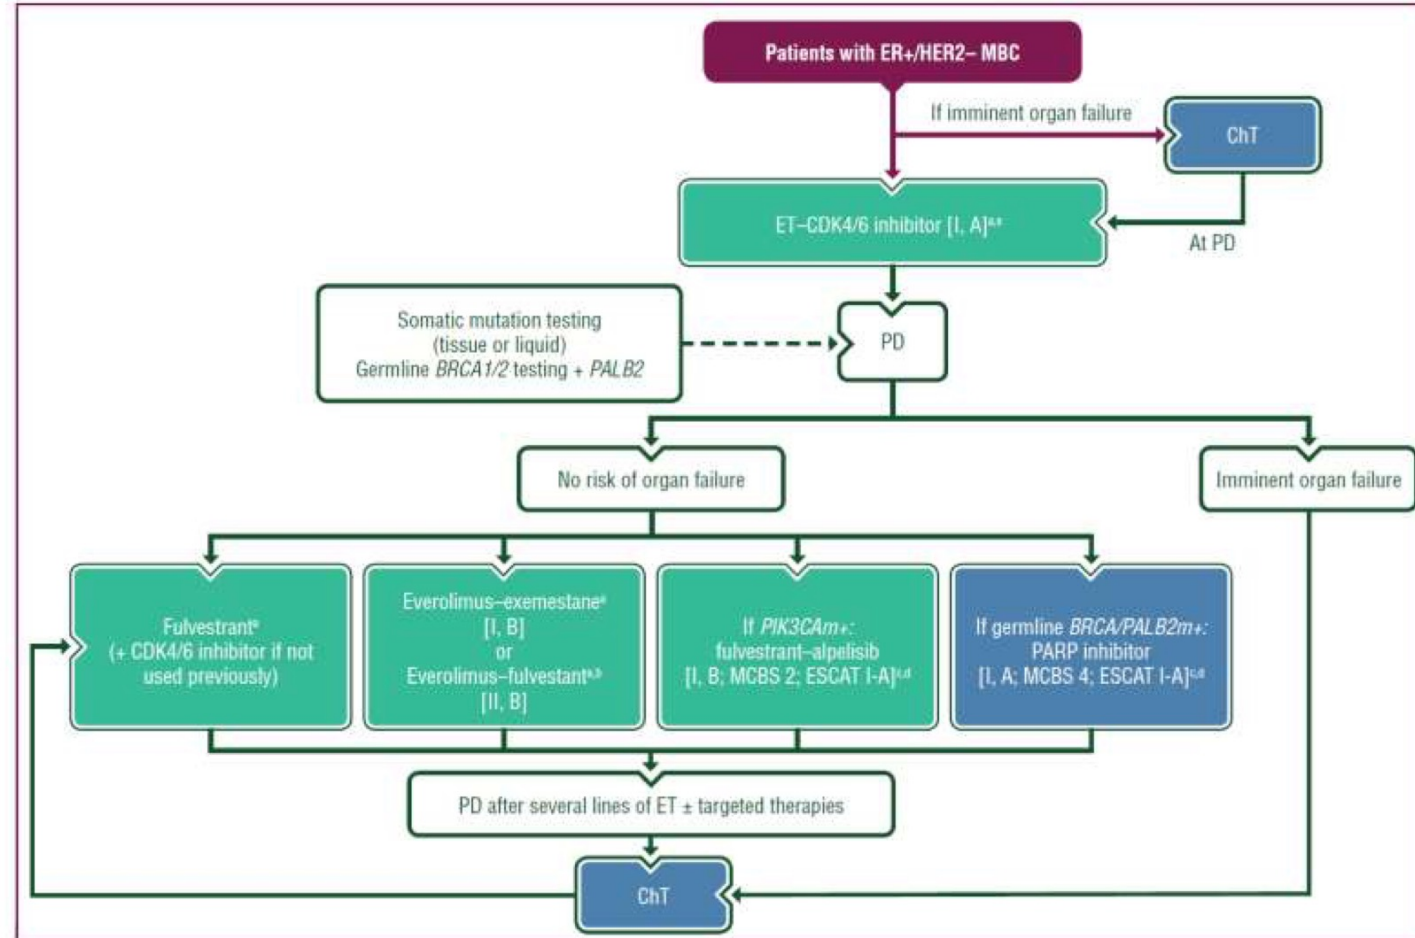 Patients with ER+/HER2– MBC
If imminent organ failure
ChT
ET–CDK4/6 inhibitor [I, A]ᵃ,ᵉ
At PD
Somatic mutation testing
(tissue or liquid)
Germline BRCA1/2 testing + PALB2
PD
No risk of organ failure
Imminent organ failure
Fulvestrantᵉ
(+ CDK4/6 inhibitor if not
used previously)
Everolimus–exemestaneᵉ
[I, B]
or
Everolimus–fulvestantᵃ,ᵇ
[II, B]
If PIK3CAm+:
fulvestrant–alpelisib
[I, B; MCBS 2; ESCAT I-A]ᶜ,ᵈ
If germline BRCA/PALB2m+:
PARP inhibitor
[I, A; MCBS 4; ESCAT I-A]ᶜ,ᵈ
PD after several lines of ET ± targeted therapies
ChT